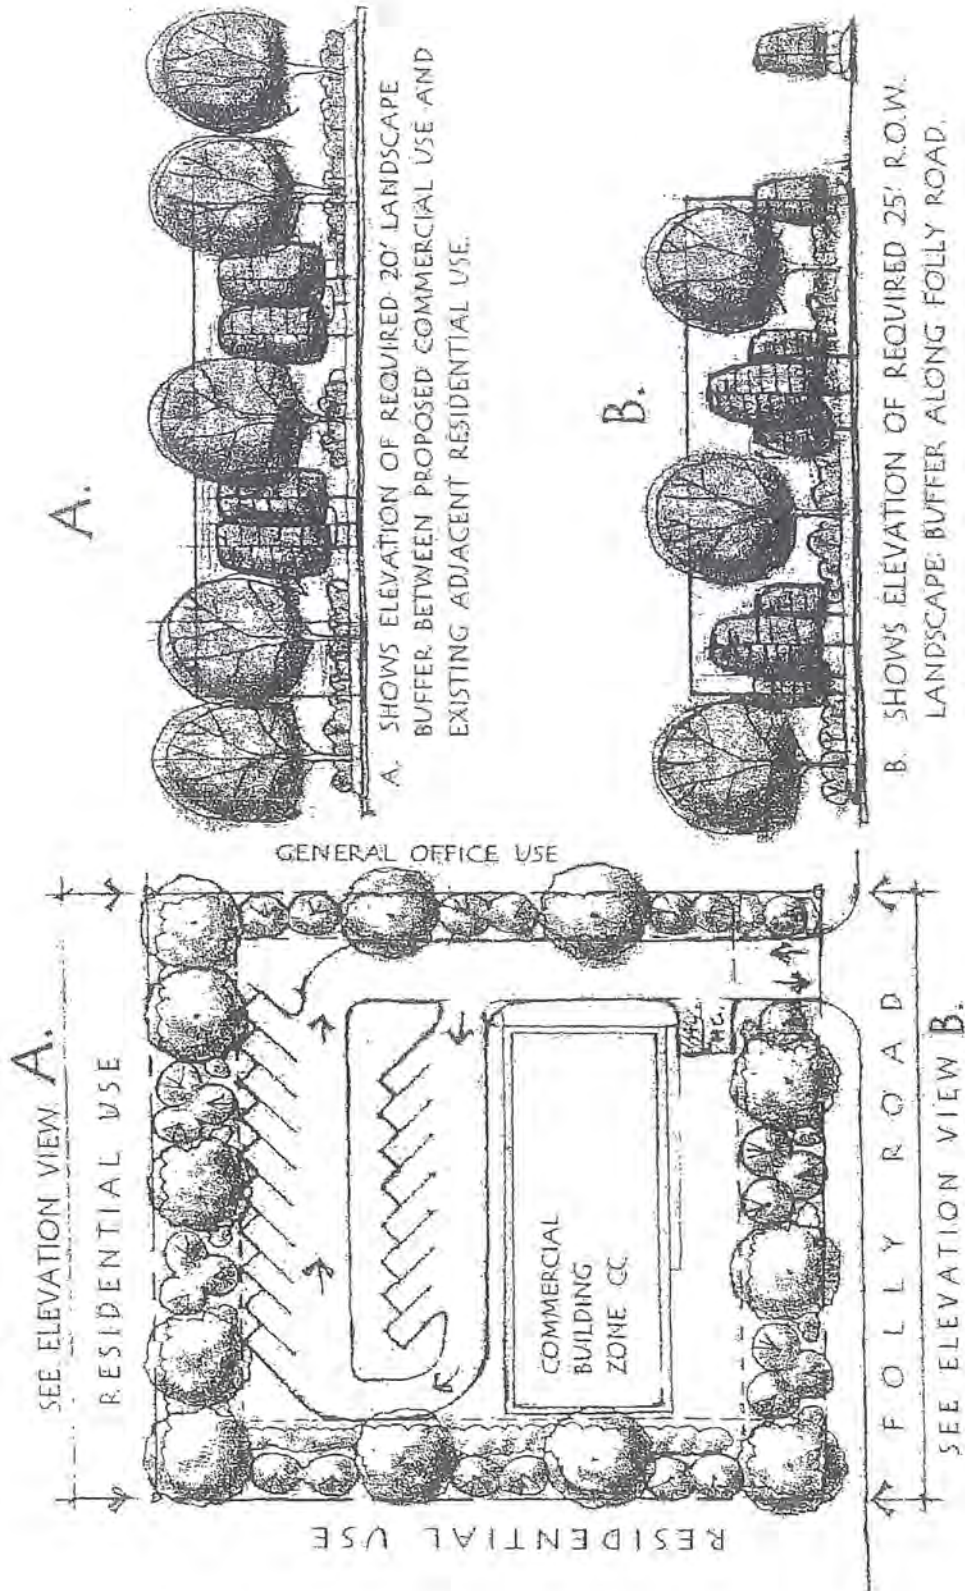 SEE ELEVATION VIEW A.
RESIDENTIAL USE
RESIDENTIAL USE
GENERAL OFFICE USE
COMMERCIAL
BUILDING
ZONE CC
H.C.
FOLLY ROAD
SEE ELEVATION VIEW B.
A.
A. SHOWS ELEVATION OF REQUIRED 20' LANDSCAPE
BUFFER BETWEEN PROPOSED COMMERCIAL USE AND
EXISTING ADJACENT RESIDENTIAL USE.
B.
B. SHOWS ELEVATION OF REQUIRED 25' R.O.W.
LANDSCAPE BUFFER ALONG FOLLY ROAD.